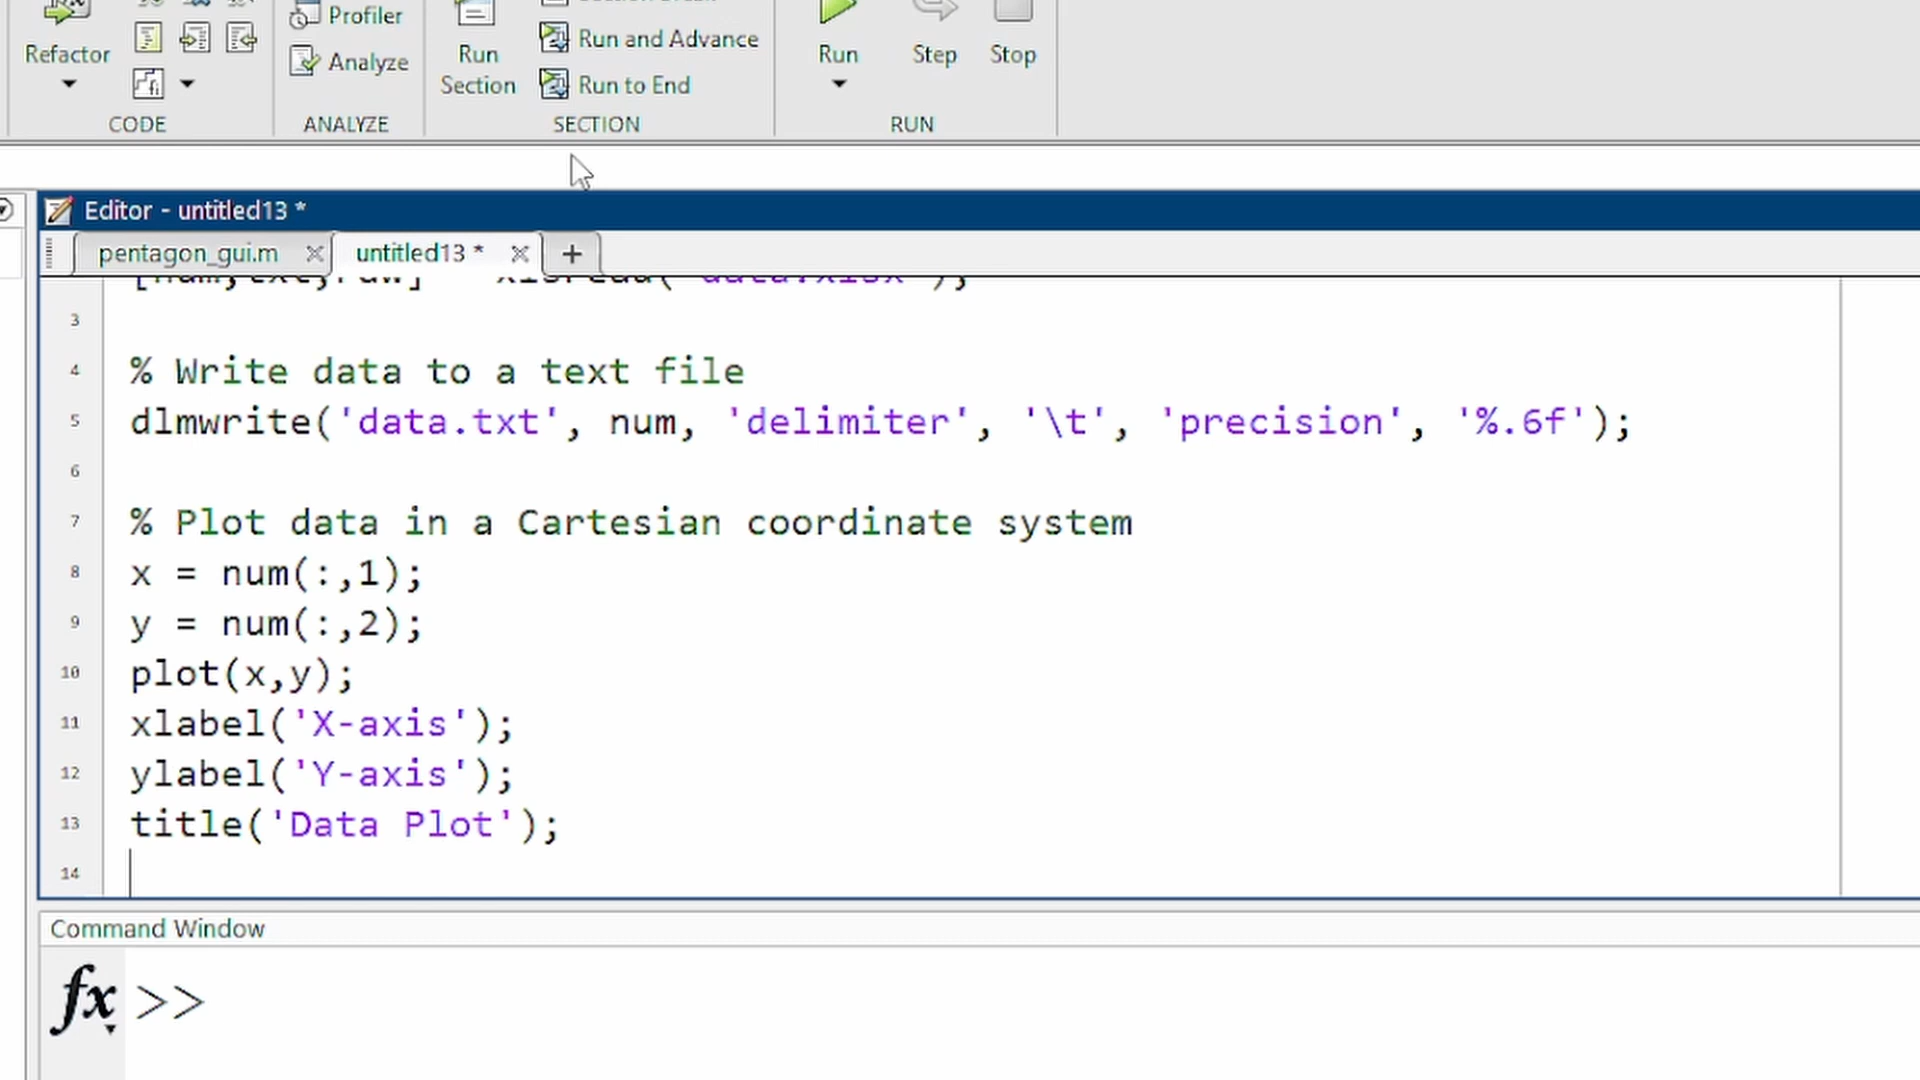 Profiler
Refactor
Analyze
Run
Section
Run and Advance
Run to End
Run
Step
Stop
CODE
ANALYZE
SECTION
RUN
Editor - untitled13 *
pentagon_gui.m
untitled13 *
+
3
4 % Write data to a text file
5 dlmwrite('data.txt', num, 'delimiter', '\t', 'precision', '%.6f');
6
7 % Plot data in a Cartesian coordinate system
8 x = num(:,1);
9 y = num(:,2);
10 plot(x,y);
11 xlabel('X-axis');
12 ylabel('Y-axis');
13 title('Data Plot');
14
Command Window
fx >>